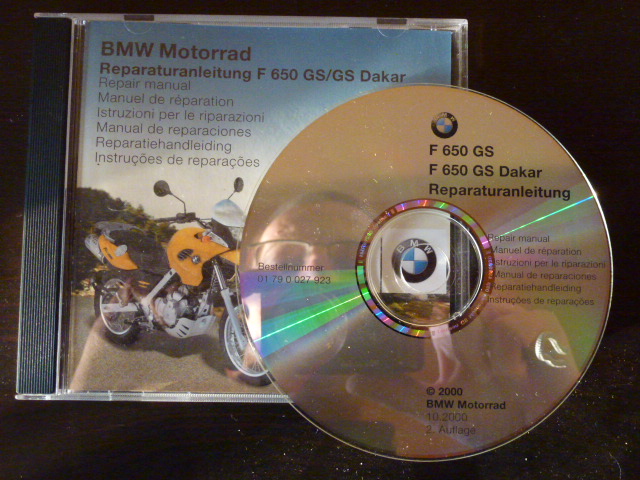 BMW Motorrad
Reparaturanleitung F 650 GS/GS Dakar
Repair manual
Manuel de réparation
Istruzioni per le riparazioni
Manual de reparaciones
Reparatiehandleiding
Instruções de reparações
F 650 GS
F 650 GS Dakar
Reparaturanleitung
Repair manual
Manuel de réparation
Istruzioni per le riparazioni
Manual de reparaciones
Reparatiehandleiding
Instruções de reparações
Bestellnummer
01 79 0 027 923
BMW
© 2000
BMW Motorrad
10.2000
2. Auflage